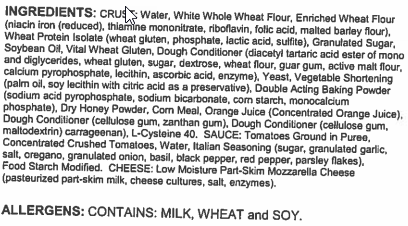 INGREDIENTS: CRUS Water, White Whole Wheat Flour, Enriched Wheat Flour
(niacin iron (reduced), thiamine mononitrate, riboflavin, folic acid, malted barley flour),
Wheat Protein Isolate (wheat gluten, phosphate, lactic acid, sulfite), Granulated Sugar,
Soybean Oil, Vital Wheat Gluten, Dough Conditioner (diacetyl tartaric acid ester of mono
and diglycerides, wheat gluten, sugar, dextrose, wheat flour, guar gum, active malt flour,
calcium pyrophosphate, lecithin, ascorbic acid, enzyme), Yeast, Vegetable Shortening
(palm oil, soy lecithin with citric acid as a preservative), Double Acting Baking Powder
(sodium acid pyrophosphate, sodium bicarbonate, corn starch, monocalcium
phosphate), Dry Honey Powder, Corn Meal, Orange Juice (Concentrated Orange Juice),
Dough Conditioner (cellulose gum, zanthan gum), Dough Conditioner (cellulose gum,
maltodextrin) carrageenan), L-Cysteine 40. SAUCE: Tomatoes Ground in Puree,
Concentrated Crushed Tomatoes, Water, Italian Seasoning (sugar, granulated garlic,
salt, oregano, granulated onion, basil, black pepper, red pepper, parsley flakes),
Food Starch Modified. CHEESE: Low Moisture Part-Skim Mozzarella Cheese
(pasteurized part-skim milk, cheese cultures, salt, enzymes).
ALLERGENS: CONTAINS: MILK, WHEAT and SOY.